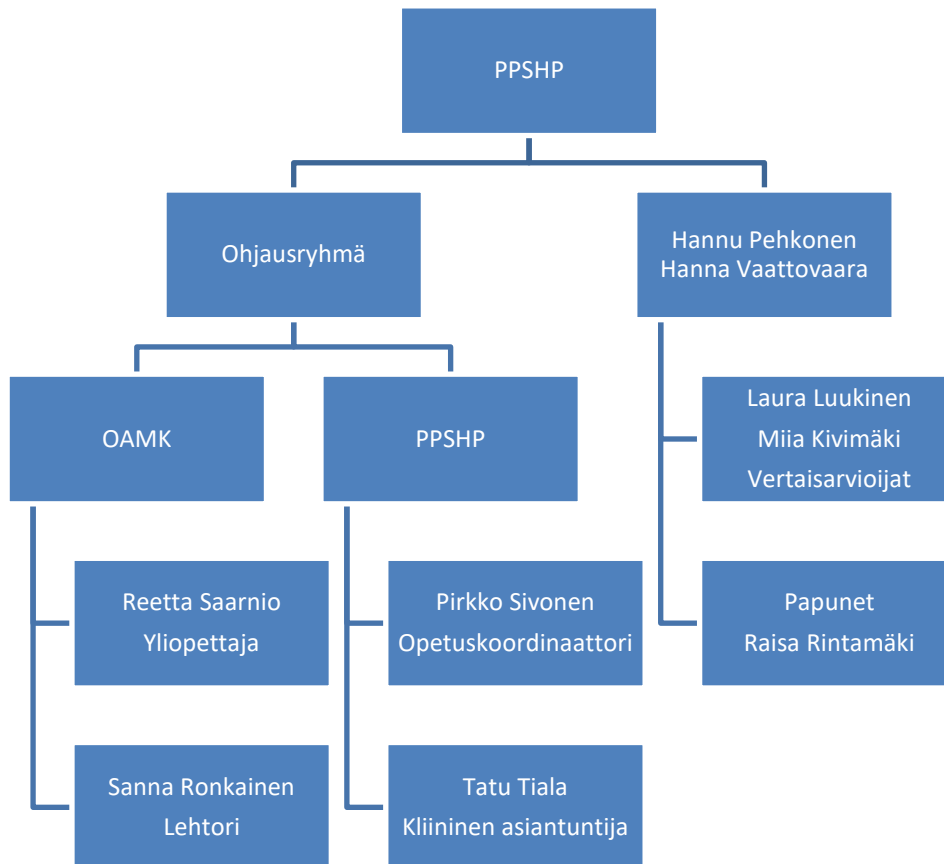 PPSHP
Ohjausryhmä
Hannu Pehkonen
Hanna Vaattovaara
OAMK
PPSHP
Laura Luukinen
Miia Kivimäki
Vertaisarvioijat
Reetta Saarnio
Yliopettaja
Pirkko Sivonen
Opetuskoordinaattori
Papunet
Raisa Rintamäki
Sanna Ronkainen
Lehtori
Tatu Tiala
Kliininen asiantuntija